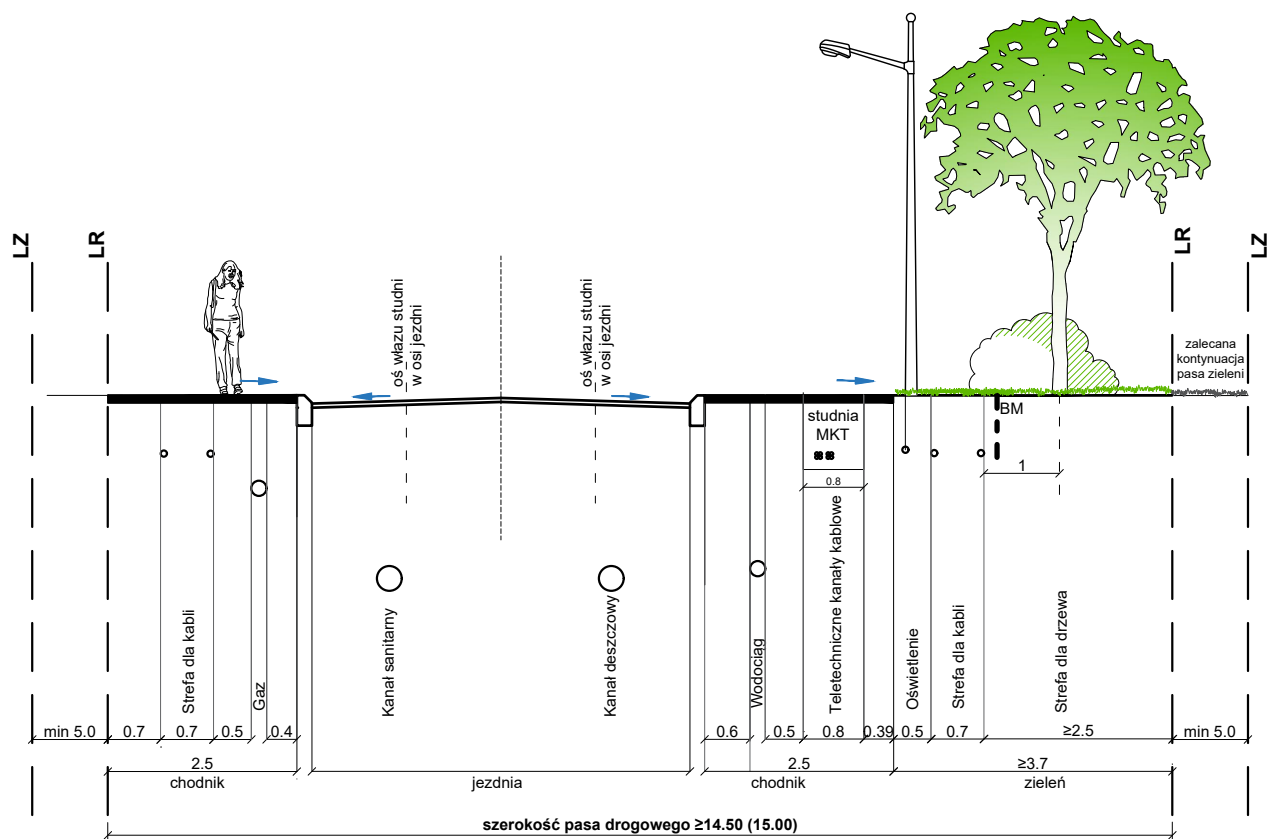 LZ
LR
LR
LZ
oś włazu studni
w osi jezdni
oś włazu studni
w osi jezdni
zalecana
kontynuacja
pasa zieleni
studnia
MKT
BM
0.8
1
Strefa dla kabli
Gaz
Kanał sanitarny
Kanał deszczowy
Wodociąg
Teletechniczne kanały kablowe
Oświetlenie
Strefa dla kabli
Strefa dla drzewa
min 5.0
0.7
0.7
0.5
0.4
0.6
0.5
0.8
0.39
0.5
0.7
≥2.5
min 5.0
2.5
chodnik
jezdnia
2.5
chodnik
≥3.7
zieleń
szerokość pasa drogowego ≥14.50 (15.00)